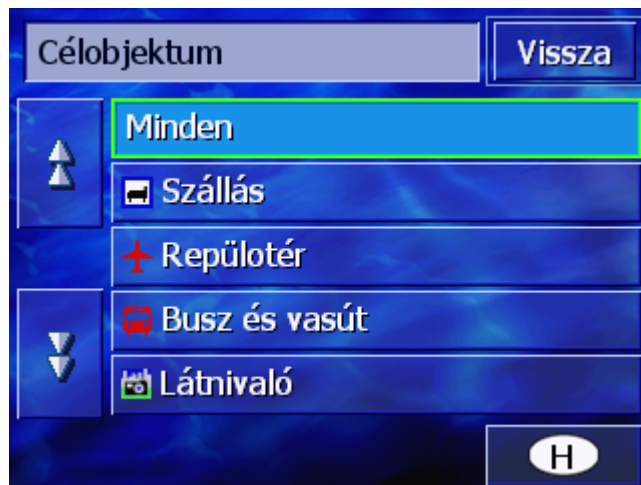 Célobjektum
Vissza
Minden
Szállás
Repülotér
Busz és vasút
Látnivaló
H